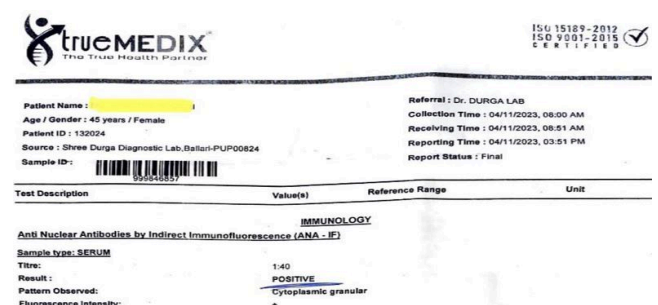 trueMEDIX
The True Health Partner
ISO 15189-2012
ISO 9001-2015
CERTIFIED
Patient Name :
Age / Gender : 45 years / Female
Patient ID : 132024
Source : Shree Durga Diagnostic Lab,Ballari-PUP00824
Sample ID :
999846857
Referral : Dr. DURGA LAB
Collection Time : 04/11/2023, 08:00 AM
Receiving Time : 04/11/2023, 08:51 AM
Reporting Time : 04/11/2023, 03:51 PM
Report Status : Final
Test Description Value(s) Reference Range Unit
IMMUNOLOGY
Anti Nuclear Antibodies by Indirect Immunofluorescence (ANA - IF)
Sample type: SERUM
Titre: 1:40
Result : POSITIVE
Pattern Observed: Cytoplasmic granular
Fluorescence Intensity: